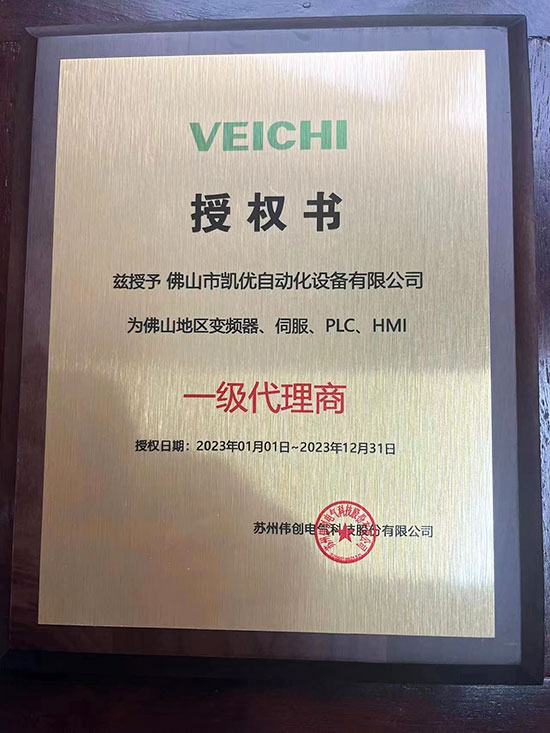 VEICHI
授权书
兹授予 佛山市凯优自动化设备有限公司
为佛山地区变频器、伺服、PLC、HMI
一级代理商
授权日期：2023年01月01日~2023年12月31日
苏州伟创电气科技股份有限公司